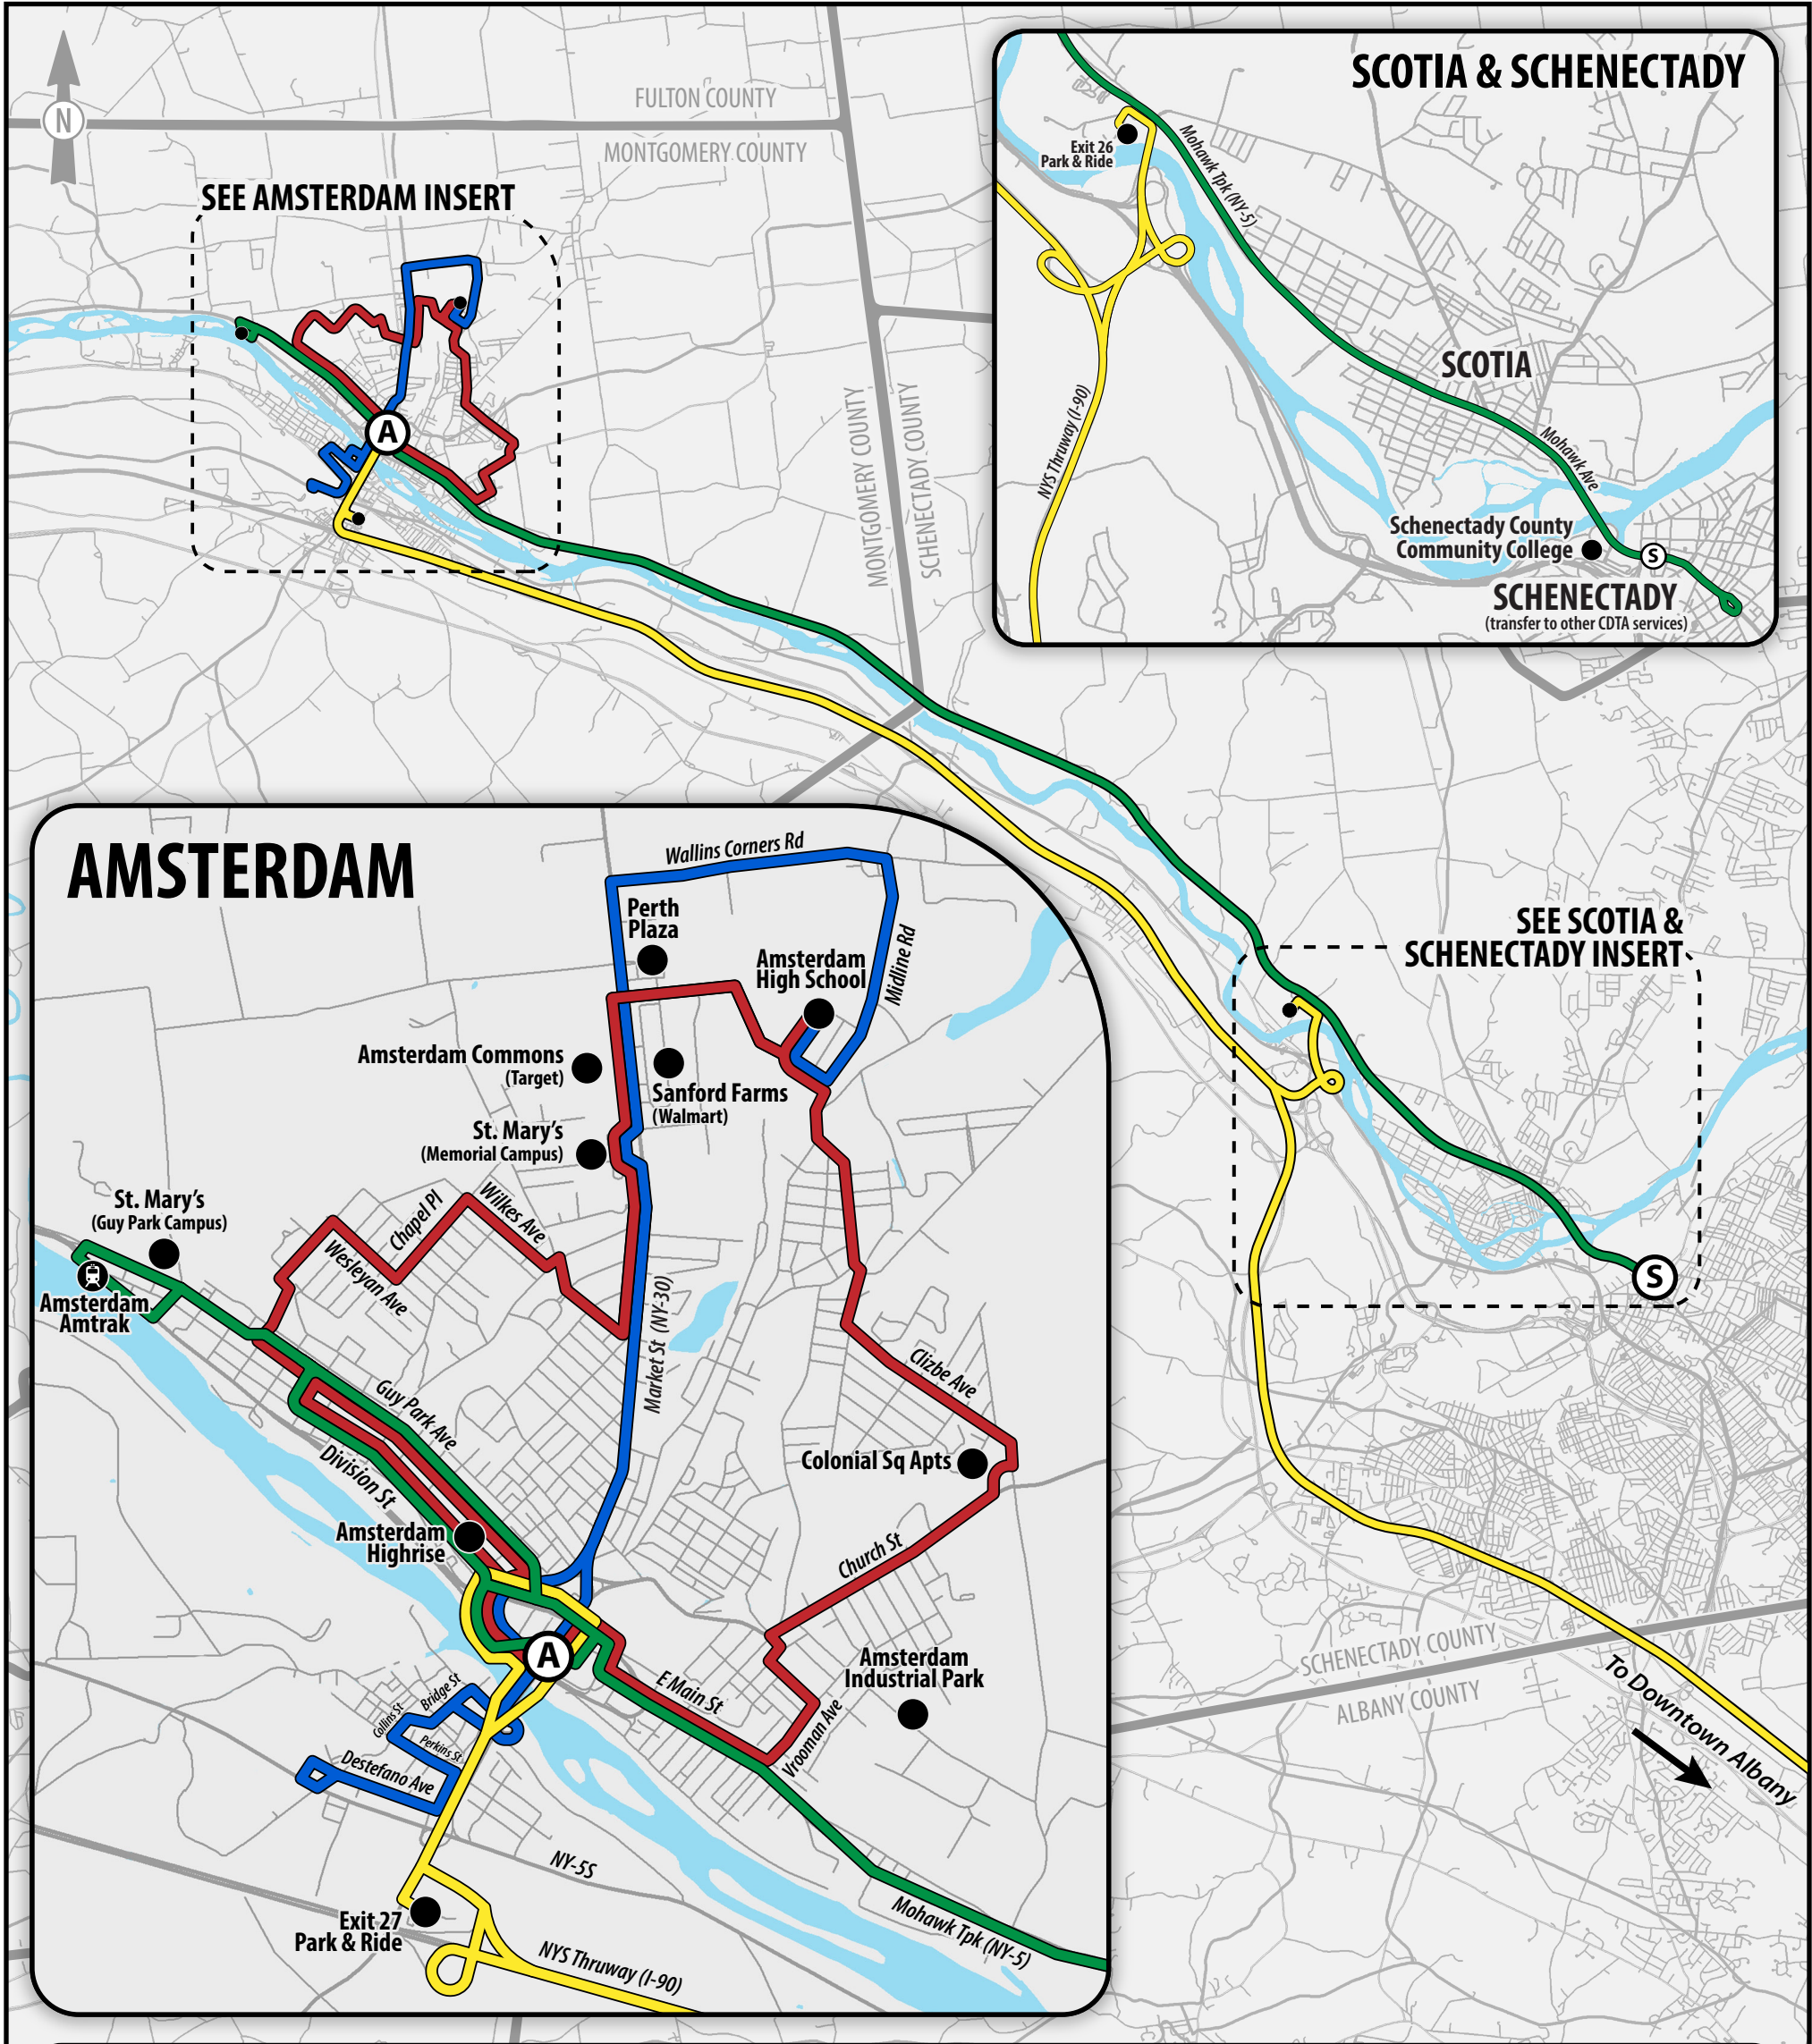 FULTON COUNTY
MONTGOMERY COUNTY
N
SEE AMSTERDAM INSERT
A
MONTGOMERY COUNTY
SCHENECTADY COUNTY
SCOTIA & SCHENECTADY
Exit 26
Park & Ride
Mohawk Tpk (NY-5)
NYS Thruway (I-90)
SCOTIA
Mohawk Ave
Schenectady County
Community College
S
SCHENECTADY
(transfer to other CDTA services)
SEE SCOTIA &
SCHENECTADY INSERT
S
SCHENECTADY COUNTY
ALBANY COUNTY
To Downtown Albany
AMSTERDAM
Wallins Corners Rd
Perth
Plaza
Amsterdam
High School
Midline Rd
Amsterdam Commons
(Target)
Sanford Farms
(Walmart)
St. Mary's
(Memorial Campus)
St. Mary's
(Guy Park Campus)
Chapel Pl
Wilkes Ave
Wesleyan Ave
Amsterdam
Amtrak
Market St (NY-30)
Guy Park Ave
Division St
Clizbe Ave
Colonial Sq Apts
Amsterdam
Highrise
Church St
A
E Main St
Amsterdam
Industrial Park
Vrooman Ave
Bridge St
Collins St
Perkins St
Destefano Ave
NY-5S
Exit 27
Park & Ride
NYS Thruway (I-90)
Mohawk Tpk (NY-5)